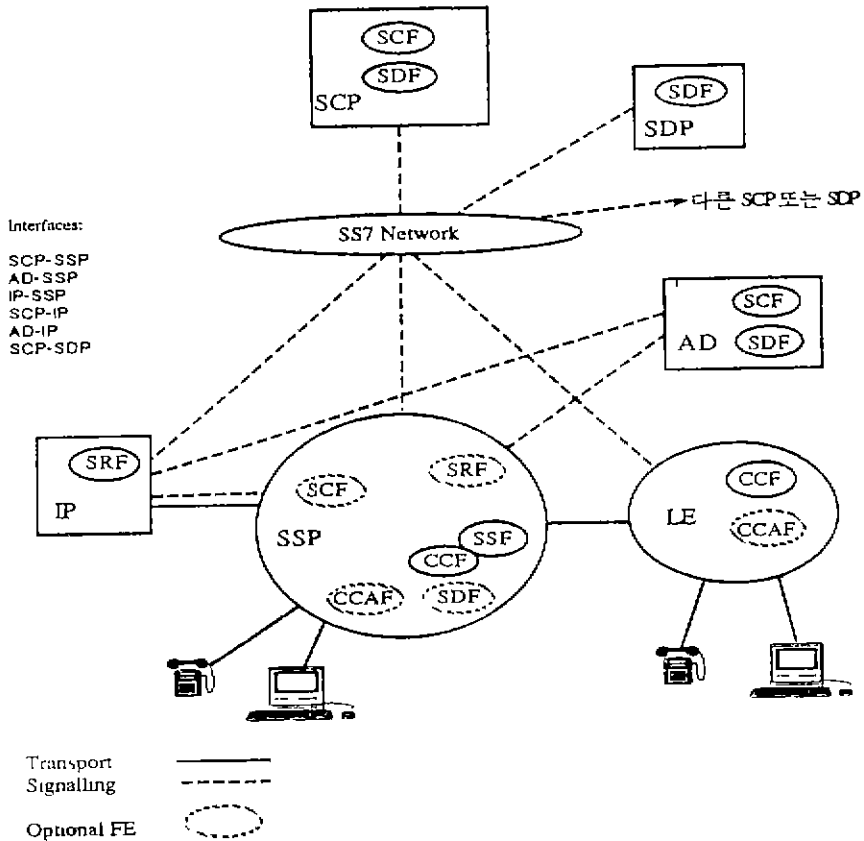 SCF
SDF
SCP
SDF
SDP
다른 SCP 또는 SDP
SS7 Network
Interfaces:
SCP-SSP
AD-SSP
IP-SSP
SCP-IP
AD-IP
SCP-SDP
SCF
AD
SDF
SRF
IP
SCF
SRF
SSP
SSF
CCF
CCAF
SDF
CCF
LE
CCAF
Transport
Signalling
Optional FE